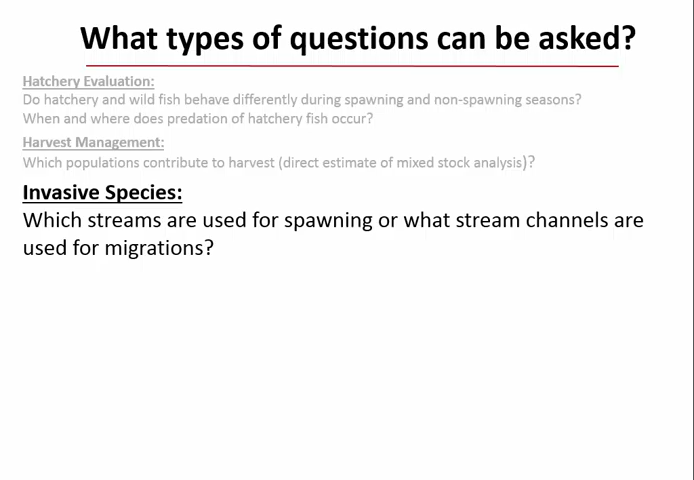 What types of questions can be asked?
Hatchery Evaluation:
Do hatchery and wild fish behave differently during spawning and non-spawning seasons?
When and where does predation of hatchery fish occur?
Harvest Management:
Which populations contribute to harvest (direct estimate of mixed stock analysis)?
Invasive Species:
Which streams are used for spawning or what stream channels are
used for migrations?